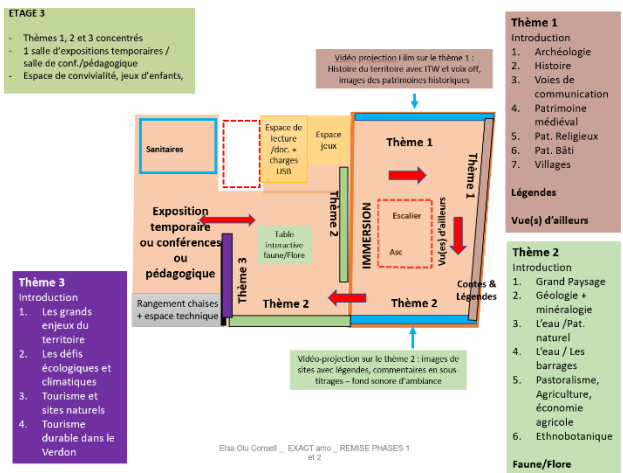 ETAGE 3
- Thèmes 1, 2 et 3 concentrés
- 1 salle d'expositions temporaires /
salle de conf./pédagogique
- Espace de convivialité, jeux d'enfants,
Vidéo-projection Film sur le thème 1 :
Histoire du territoire avec ITW et voix off,
images des patrimoines historiques
Thème 1
Introduction
1. Archéologie
2. Histoire
3. Voies de
communication
4. Patrimoine
médiéval
5. Pat. Religieux
6. Pat. Bâti
7. Villages
Légendes
Vue(s) d'ailleurs
Sanitaires
Espace de
lecture
/doc. +
charges
USB
Espace
jeux
Thème 1
Thème 1
IMMERSION
Escalier
Asc
Vue(s) d'ailleurs
Contes &
Légendes
Thème 2
Exposition
temporaire
ou conférences
ou
pédagogique
Table
interactive
faune/Flore
Thème 2
Thème 3
Thème 2
Rangement chaises
+ espace technique
Thème 3
Introduction
1. Les grands
enjeux du
territoire
2. Les défis
écologiques et
climatiques
3. Tourisme et
sites naturels
4. Tourisme
durable dans le
Verdon
Vidéo-projection sur le thème 2 : images de
sites avec légendes, commentaires en sous-
titrages – fond sonore d'ambiance
Thème 2
Introduction
1. Grand Paysage
2. Géologie +
minéralogie
3. L'eau /Pat.
naturel
4. L'eau / Les
barrages
5. Pastoralisme,
Agriculture,
économie
agricole
6. Ethnobotanique
Faune/Flore
Elsa Olu Conseil _ EXACT amo _ REMISE PHASES 1
et 2